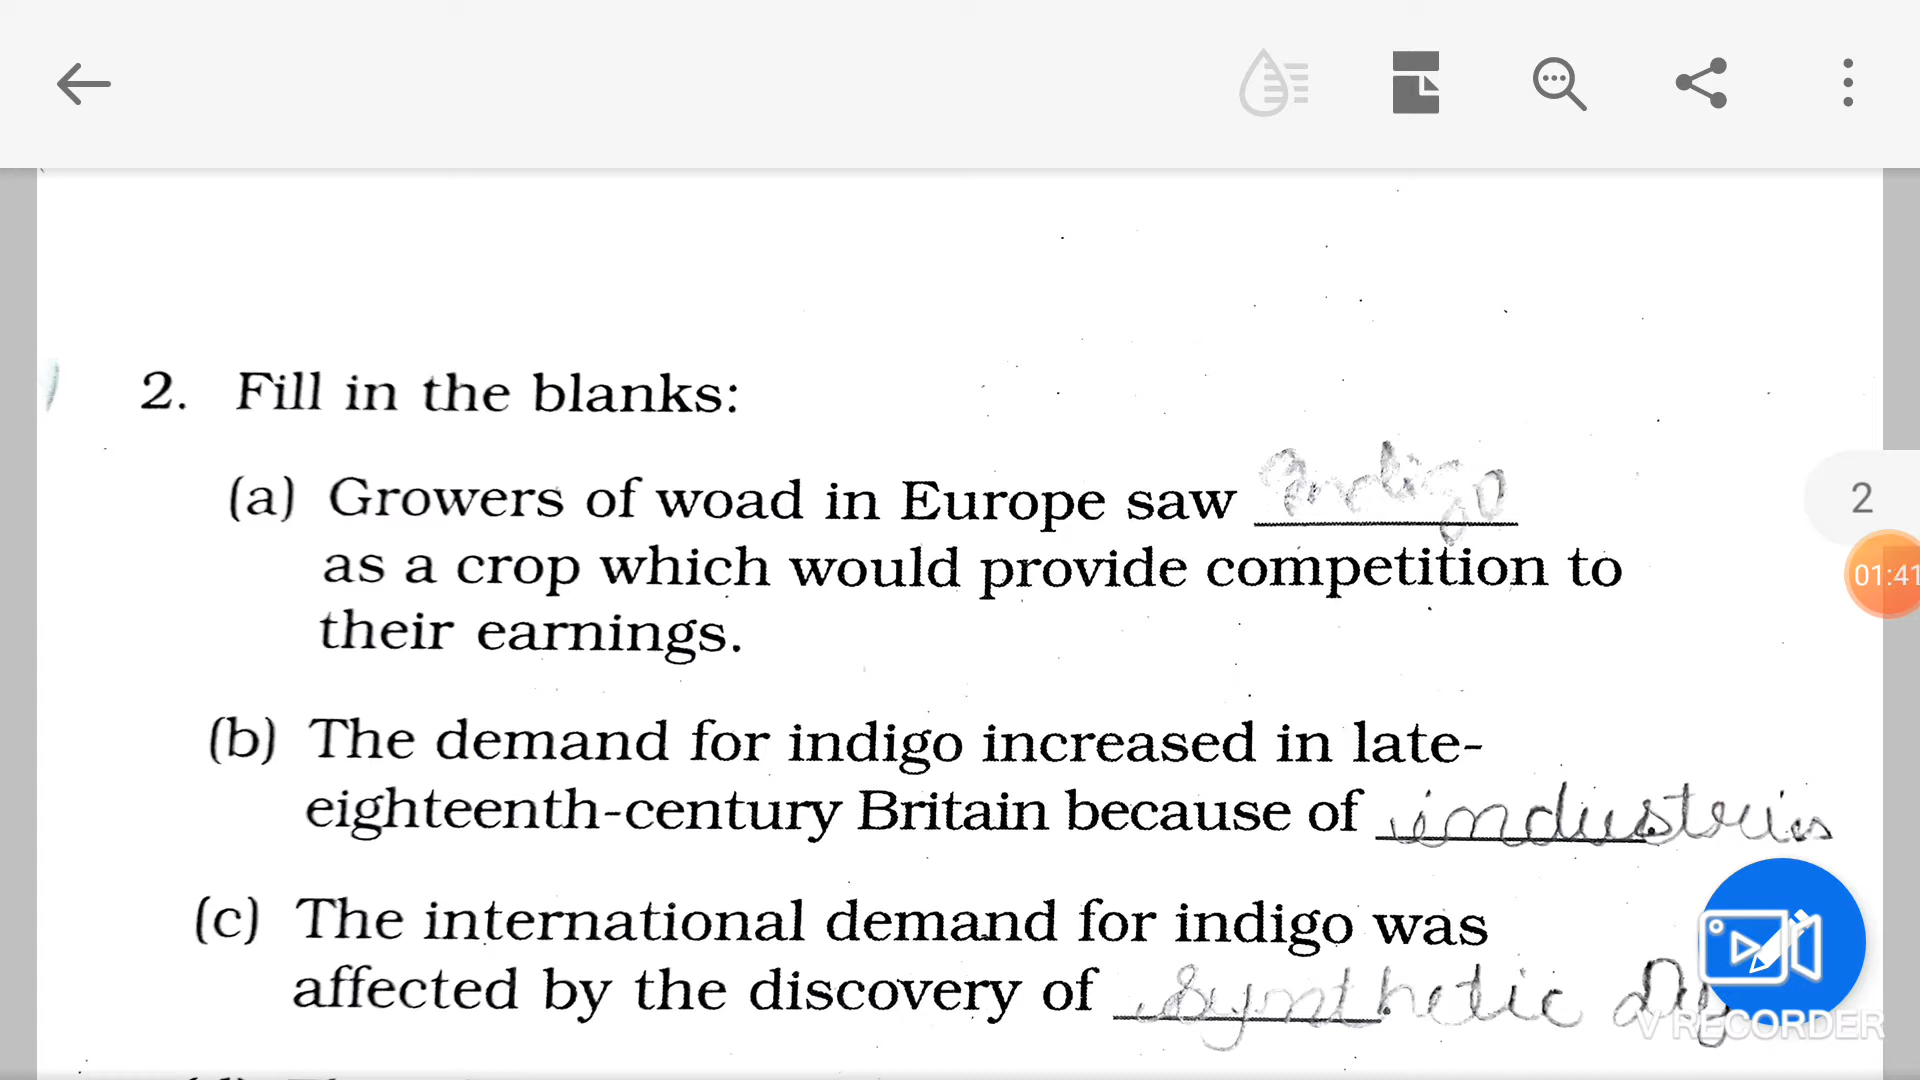 2
2. Fill in the blanks:
(a) Growers of woad in Europe saw Indigo
as a crop which would provide competition to
their earnings.
01:41
(b) The demand for indigo increased in late-
eighteenth-century Britain because of industries
(c) The international demand for indigo was
affected by the discovery of synthetic
V RECORDER